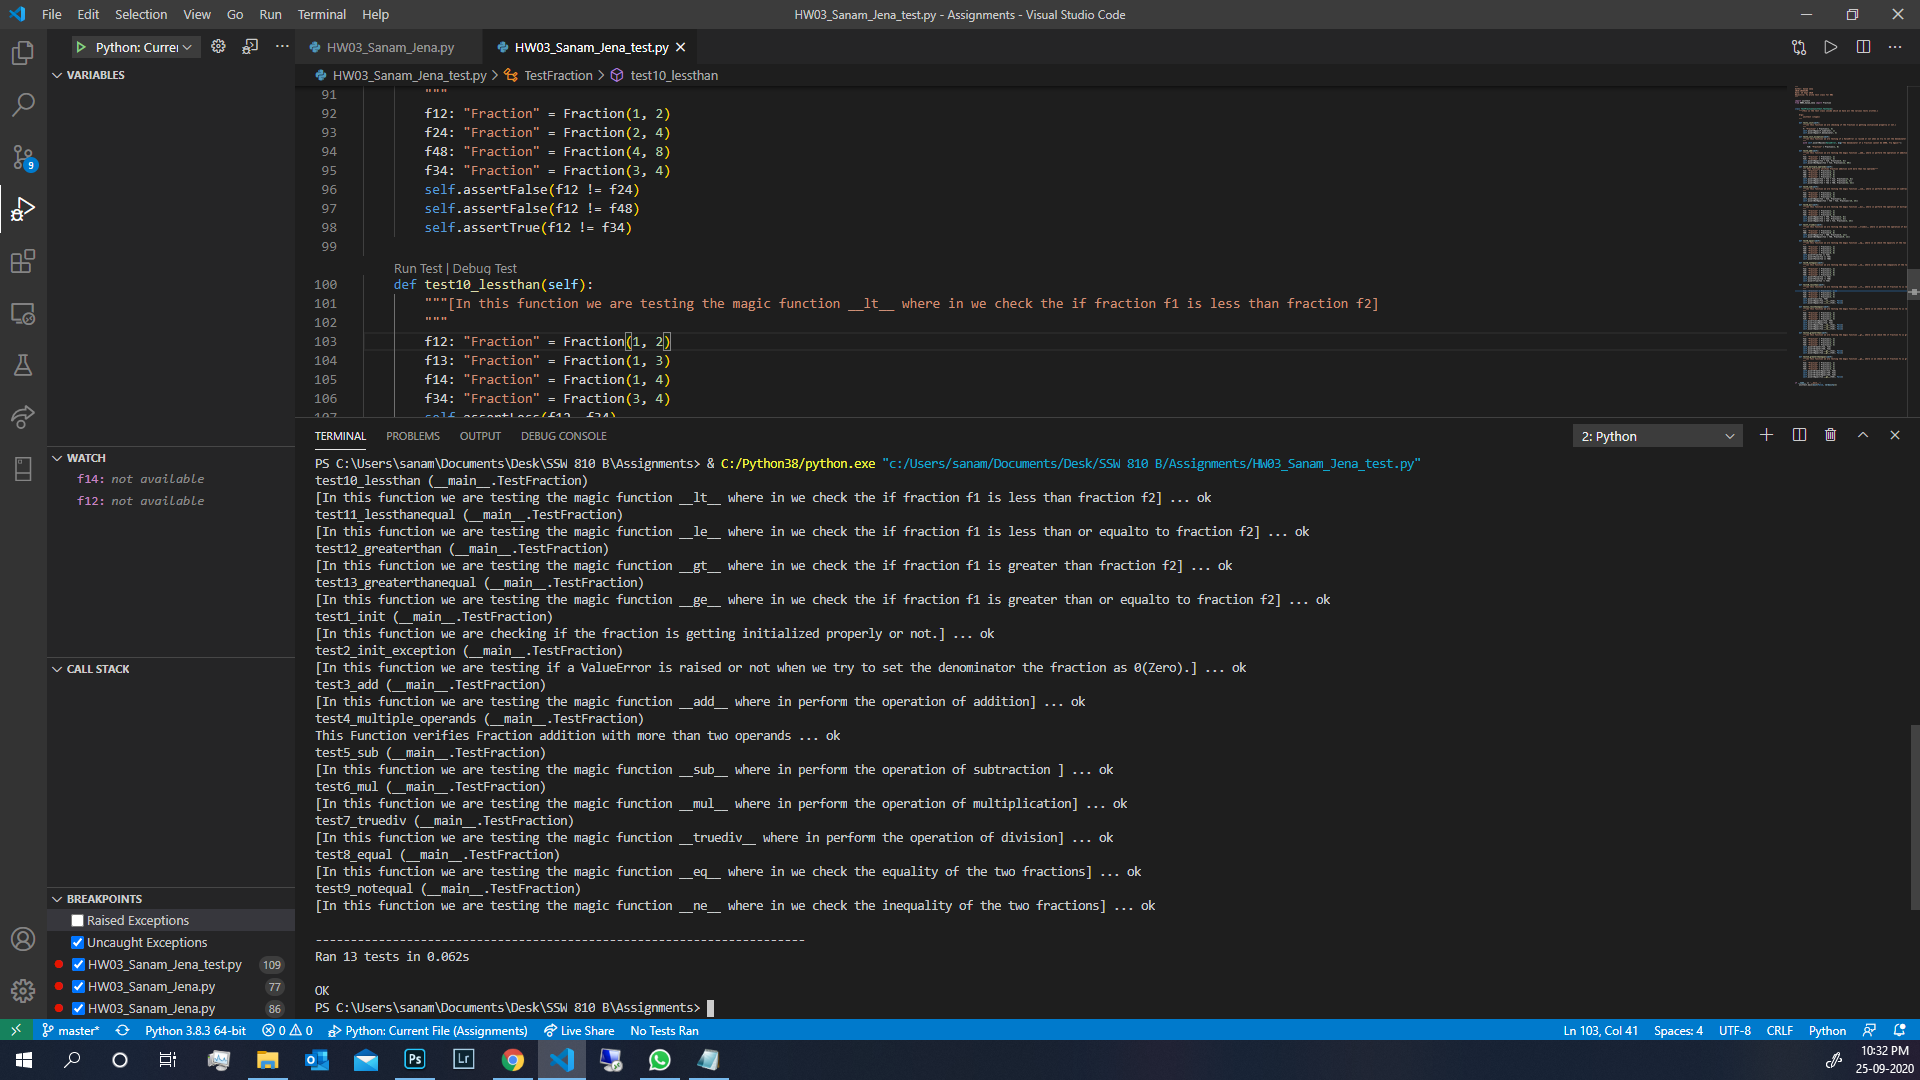 File Edit Selection View Go Run Terminal Help
HW03_Sanam_Jena_test.py - Assignments - Visual Studio Code
Python: Currer
HW03_Sanam_Jena.py
HW03_Sanam_Jena_test.py
VARIABLES
HW03_Sanam_Jena_test.py > TestFraction > test10_lessthan
91 """
92 f12: "Fraction" = Fraction(1, 2)
93 f24: "Fraction" = Fraction(2, 4)
94 f48: "Fraction" = Fraction(4, 8)
95 f34: "Fraction" = Fraction(3, 4)
96 self.assertFalse(f12 != f24)
97 self.assertFalse(f12 != f48)
98 self.assertTrue(f12 != f34)
99
Run Test | Debug Test
100 def test10_lessthan(self):
101 """[In this function we are testing the magic function __lt__ where in we check the if fraction f1 is less than fraction f2]
102 """
103 f12: "Fraction" = Fraction(1, 2)
104 f13: "Fraction" = Fraction(1, 3)
105 f14: "Fraction" = Fraction(1, 4)
106 f34: "Fraction" = Fraction(3, 4)
107 self.assertLess(f12, f34)
9
WATCH
f14: not available
f12: not available
CALL STACK
BREAKPOINTS
Raised Exceptions
Uncaught Exceptions
HW03_Sanam_Jena_test.py 109
HW03_Sanam_Jena.py 77
HW03_Sanam_Jena.py 86
TERMINAL PROBLEMS OUTPUT DEBUG CONSOLE
2: Python
PS C:\Users\sanam\Documents\Desk\SSW 810 B\Assignments> & C:/Python38/python.exe "c:/Users/sanam/Documents/Desk/SSW 810 B/Assignments/HW03_Sanam_Jena_test.py"
test10_lessthan (__main__.TestFraction)
[In this function we are testing the magic function __lt__ where in we check the if fraction f1 is less than fraction f2] ... ok
test11_lessthanequal (__main__.TestFraction)
[In this function we are testing the magic function __le__ where in we check the if fraction f1 is less than or equalto to fraction f2] ... ok
test12_greaterthan (__main__.TestFraction)
[In this function we are testing the magic function __gt__ where in we check the if fraction f1 is greater than fraction f2] ... ok
test13_greaterthanequal (__main__.TestFraction)
[In this function we are testing the magic function __ge__ where in we check the if fraction f1 is greater than or equalto to fraction f2] ... ok
test1_init (__main__.TestFraction)
[In this function we are checking if the fraction is getting initialized properly or not.] ... ok
test2_init_exception (__main__.TestFraction)
[In this function we are testing if a ValueError is raised or not when we try to set the denominator the fraction as 0(Zero).] ... ok
test3_add (__main__.TestFraction)
[In this function we are testing the magic function __add__ where in perform the operation of addition] ... ok
test4_multiple_operands (__main__.TestFraction)
This Function verifies Fraction addition with more than two operands ... ok
test5_sub (__main__.TestFraction)
[In this function we are testing the magic function __sub__ where in perform the operation of subtraction ] ... ok
test6_mul (__main__.TestFraction)
[In this function we are testing the magic function __mul__ where in perform the operation of multiplication] ... ok
test7_truediv (__main__.TestFraction)
[In this function we are testing the magic function __truediv__ where in perform the operation of division] ... ok
test8_equal (__main__.TestFraction)
[In this function we are testing the magic function __eq__ where in we check the equality of the two fractions] ... ok
test9_notequal (__main__.TestFraction)
[In this function we are testing the magic function __ne__ where in we check the inequality of the two fractions] ... ok
----------------------------------------------------------------------
Ran 13 tests in 0.062s
OK
PS C:\Users\sanam\Documents\Desk\SSW 810 B\Assignments>
master* Python 3.8.3 64-bit 0 0 Python: Current File (Assignments) Live Share No Tests Ran
Ln 103, Col 41 Spaces: 4 UTF-8 CRLF Python
Ps
Lr
10:32 PM
25-09-2020